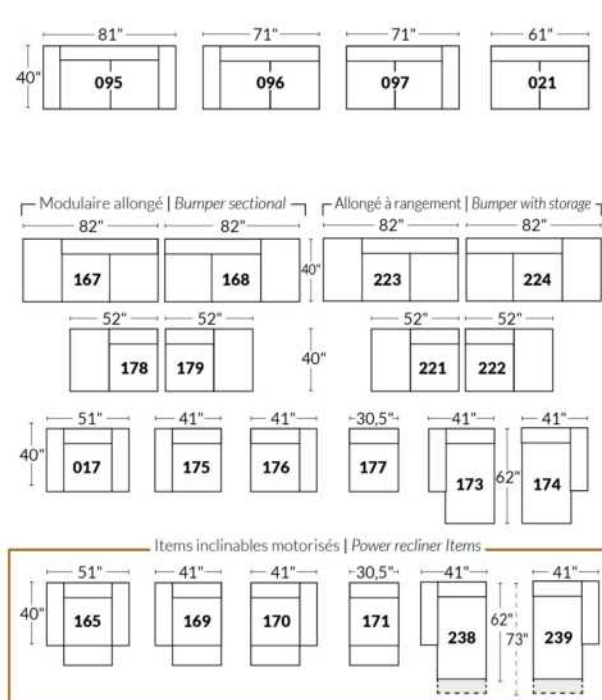 81" 71" 71" 61"
40" 095 096 097 021
Modulaire allongé | Bumper sectional Allongé à rangement | Bumper with storage
82" 82" 82" 82"
167 168 40" 223 224
52" 52" 52" 52"
178 179 40" 221 222
51" 41" 41" 30,5" 41" 41"
40" 017 175 176 177 173 62" 174
Items inclinables motorisés | Power recliner Items
51" 41" 41" 30,5" 41" 41"
40" 165 169 170 171 238 62" 73" 239